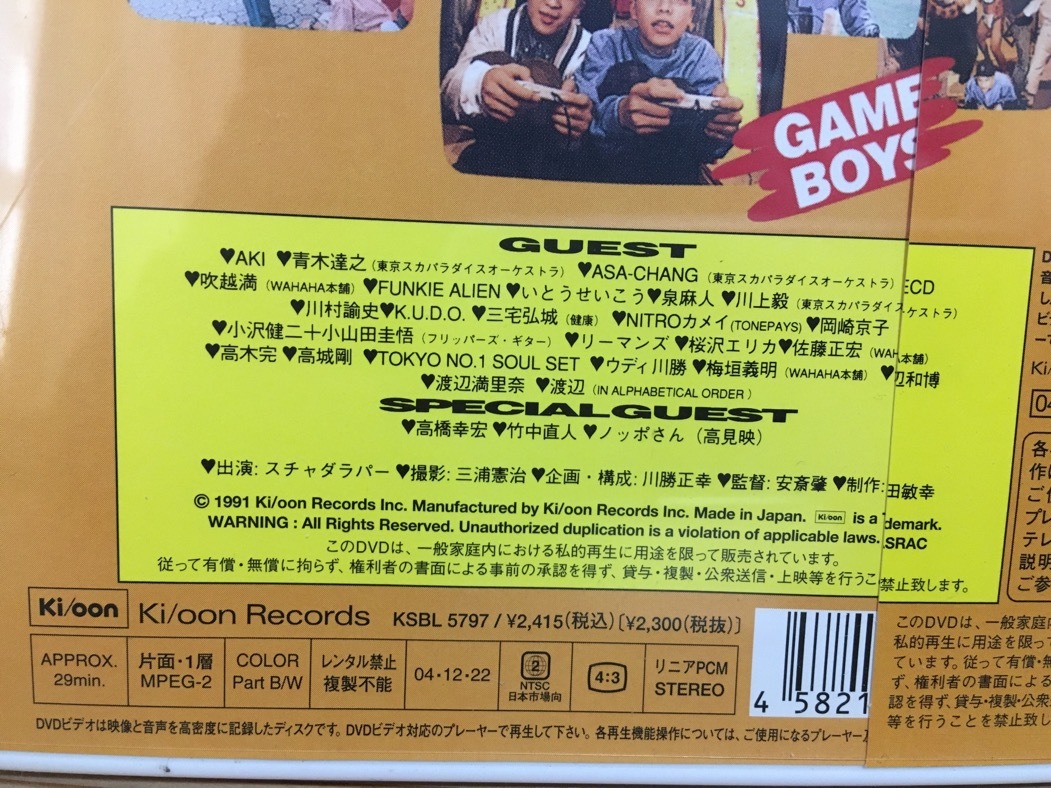 GAME
BOYS
GUEST
♥AKI ♥青木達之（東京スカパラダイスオーケストラ） ♥ASA-CHANG（東京スカパラダイスオーケストラ） ECD
♥吹越満（WAHAHA本舗）♥FUNKIE ALIEN ♥いとうせいこう♥泉麻人 ♥川上毅（東京スカパラダイスオーケストラ）
♥川村諭史♥K.U.D.O. ♥三宅弘城（健康） ♥NITROカメイ(TONEPAYS) ♥岡崎京子
♥小沢健二＋小山田圭悟（フリッパーズ・ギター） ♥リーマンズ ♥桜沢エリカ♥佐藤正宏（WAH 本舗）
♥高木完 ♥高城剛 ♥TOKYO NO.1 SOUL SET ♥ウディ川勝 ♥梅垣義明（WAHAHA本舗） ♥辺和博
♥渡辺満里奈 ♥渡辺（IN ALPHABETICAL ORDER）
SPECIAL GUEST
♥高橋幸宏 ♥竹中直人 ♥ノッポさん（高見映）
♥出演: スチャダラパー ♥撮影: 三浦憲治 ♥企画・構成: 川勝正幸 ♥監督: 安斎肇 ♥制作: 田敏幸
© 1991 Ki/oon Records Inc. Manufactured by Ki/oon Records Inc. Made in Japan. Ki/oon is a demark.
WARNING : All Rights Reserved. Unauthorized duplication is a violation of applicable laws. SRAC
このDVDは、一般家庭内における私的再生に用途を限って販売されています。
従って有償・無償に拘らず、権利者の書面による事前の承認を得ず、貸与・複製・公衆送信・上映等を行うこ 禁止致します。
Ki/oon Ki/oon Records KSBL 5797 / ¥2,415(税込)〔¥2,300(税抜)〕
APPROX. 29min.
片面・1層 MPEG-2
COLOR Part B/W
レンタル禁止 複製不能
04・12・22
2 NTSC 日本市場向
4:3
リニアPCM STEREO
4 5821
DVDビデオは映像と音声を高密度に記録したディスクです。DVDビデオ対応のプレーヤーで再生して下さい。各再生機能操作については、ご使用になるプレーヤ
D
音
し
ビ
ー
Ki/
04
各
作
ご
プレ
テレ
説明
ご参
このDVDは、一般家庭内
私的再生に用途を限って
ています。従って有償・無
ず、権利者の書面による
認を得ず、貸与・複製・公衆
等を行うことを禁止致し